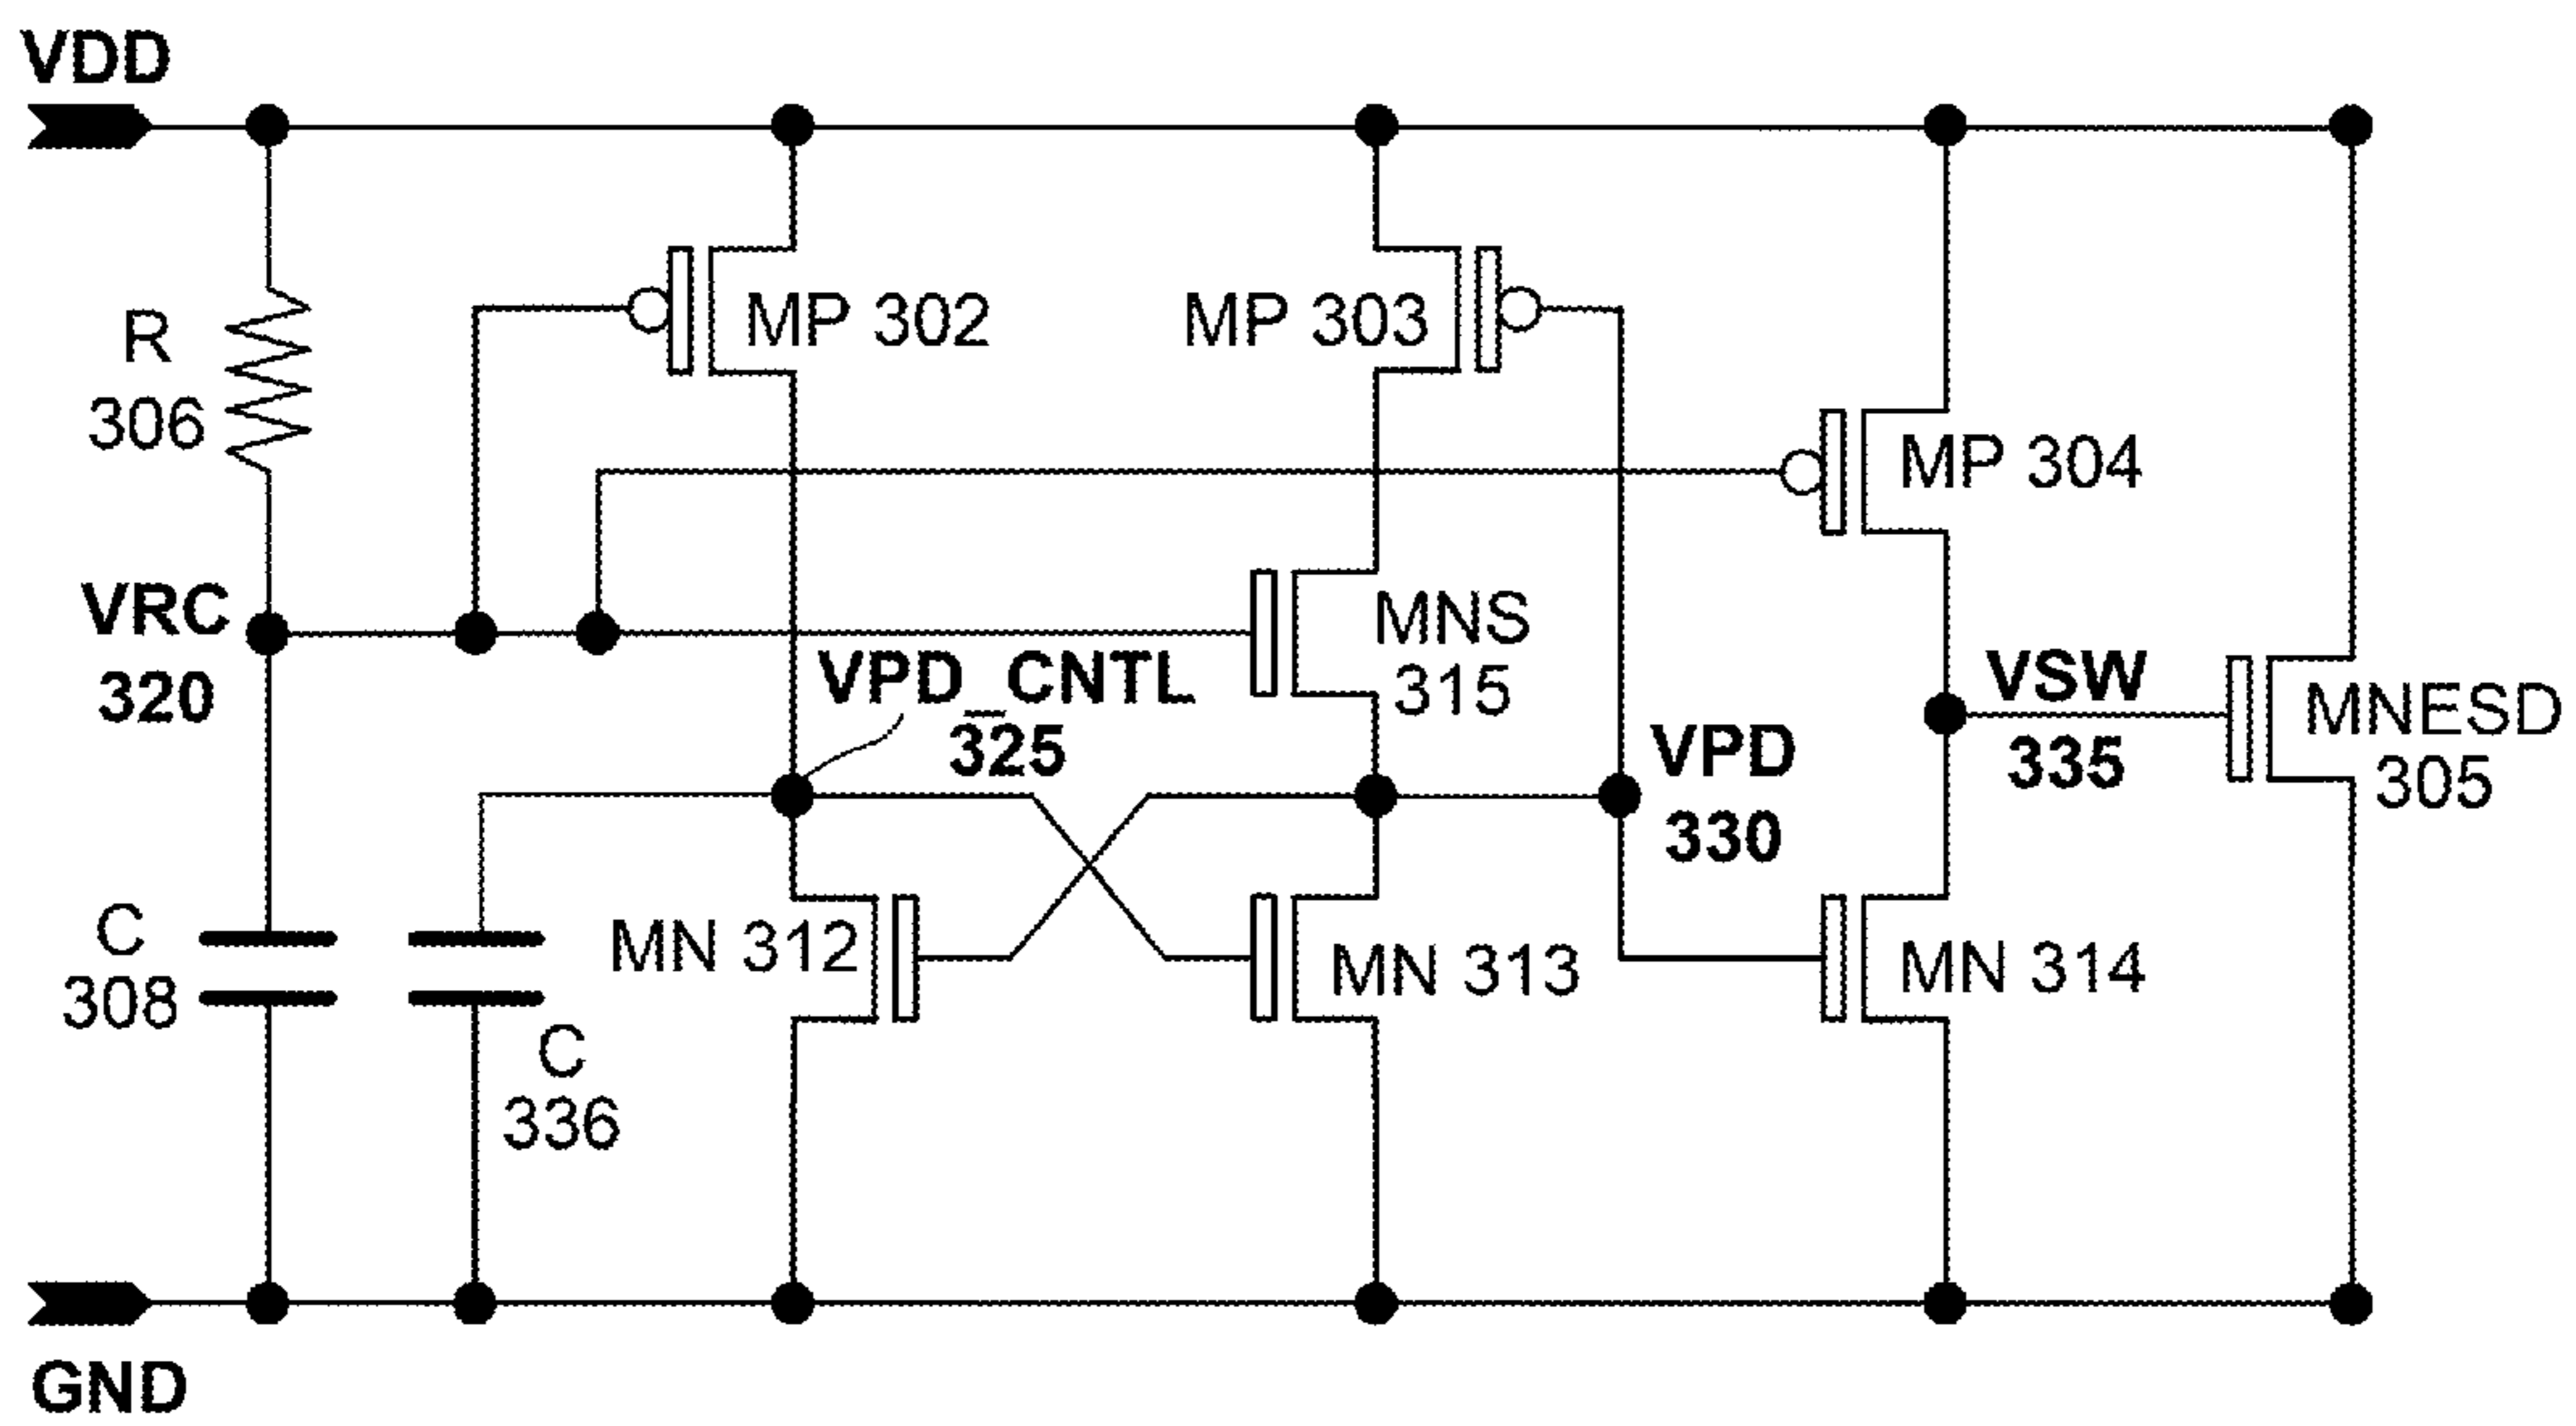 VDD
R
306
MP 302
MP 303
MP 304
VRC
320
MNS
315
VPD_CNTL
325
VPD
330
VSW
335
MNESD
305
C
308
C
336
MN 312
MN 313
MN 314
GND